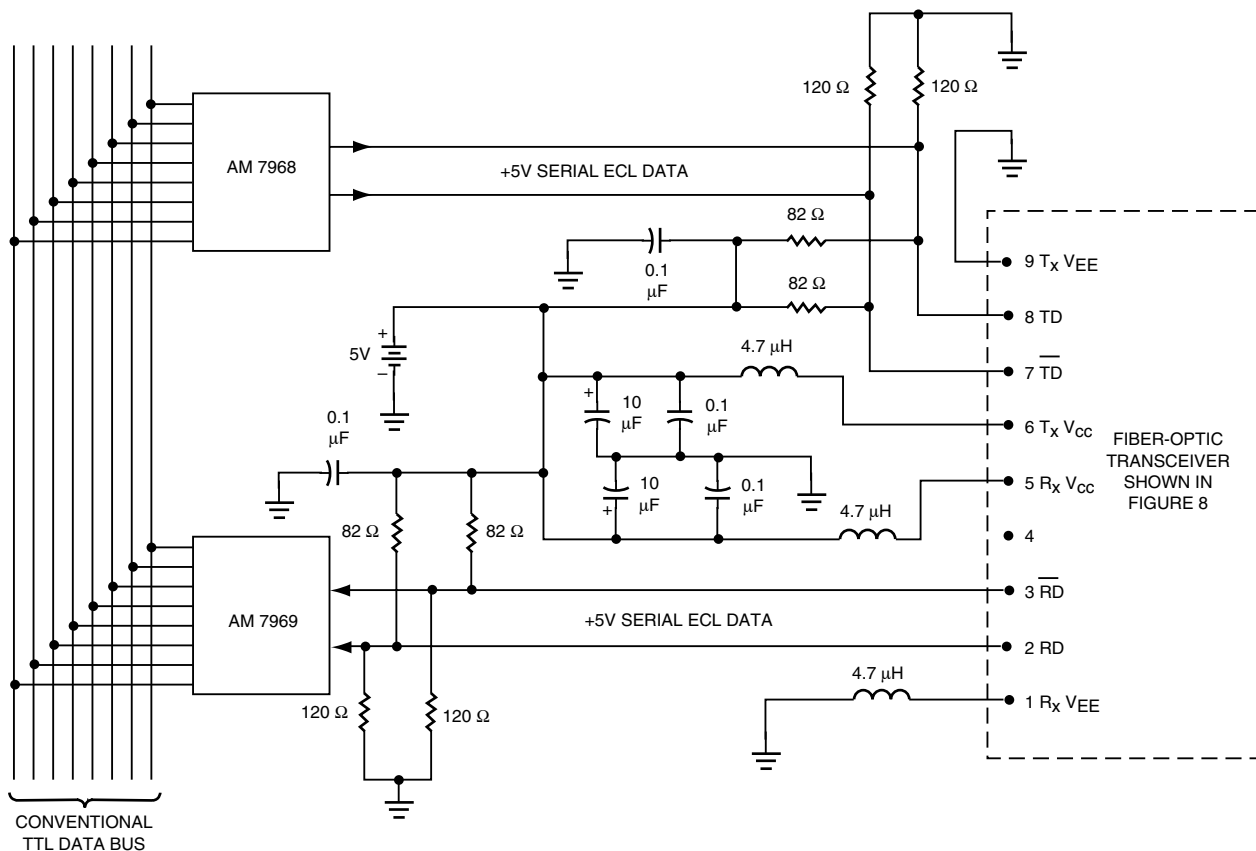 120 Ω
120 Ω
AM 7968
+5V SERIAL ECL DATA
82 Ω
0.1
µF
82 Ω
9 TX VEE
8 TD
+
5V
–
4.7 µH
7 T̅D̅
0.1
µF
+
10
µF
0.1
µF
6 TX VCC
FIBER-OPTIC
TRANSCEIVER
SHOWN IN
FIGURE 8
10
µF
+
0.1
µF
5 RX VCC
4.7 µH
82 Ω
82 Ω
4
3 R̅D̅
AM 7969
+5V SERIAL ECL DATA
2 RD
4.7 µH
120 Ω
120 Ω
1 RX VEE
CONVENTIONAL
TTL DATA BUS